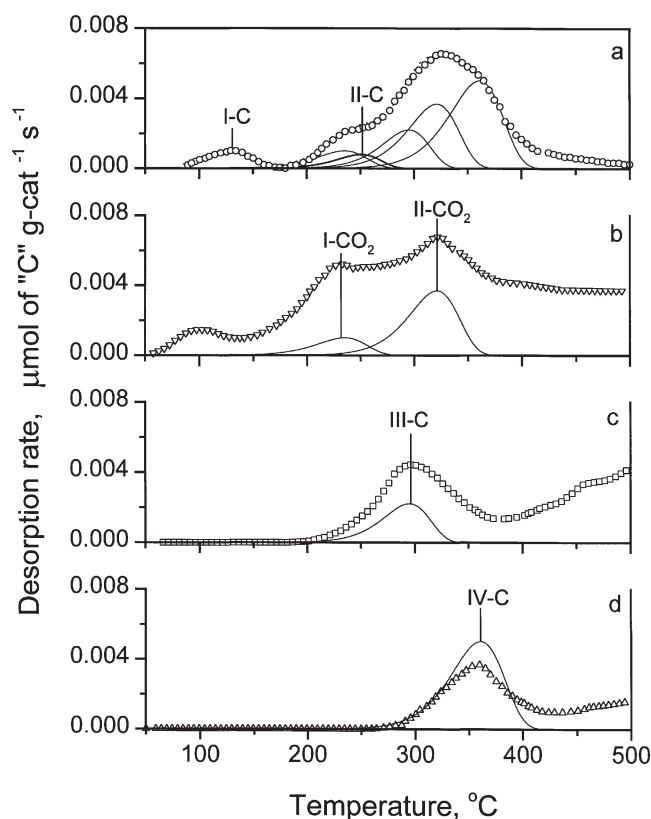 0.008
a
I-C
II-C
0.004
0.000
0.008
b
II-CO₂
I-CO₂
0.004
0.000
0.008
c
III-C
0.004
0.000
0.008
d
IV-C
0.004
0.000
100 200 300 400 500
Temperature, °C
Desorption rate, μmol of "C" g-cat ⁻¹ s ⁻¹